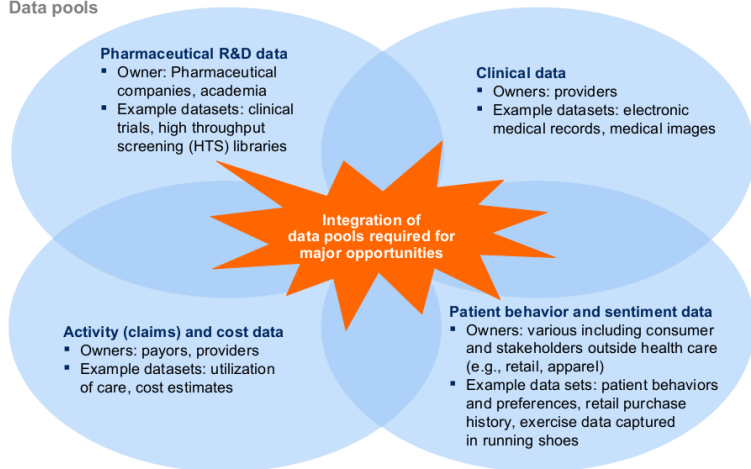 Data pools
Pharmaceutical R&D data
▪ Owner: Pharmaceutical
companies, academia
▪ Example datasets: clinical
trials, high throughput
screening (HTS) libraries
Clinical data
▪ Owners: providers
▪ Example datasets: electronic
medical records, medical images
Integration of
data pools required for
major opportunities
Activity (claims) and cost data
▪ Owners: payors, providers
▪ Example datasets: utilization
of care, cost estimates
Patient behavior and sentiment data
▪ Owners: various including consumer
and stakeholders outside health care
(e.g., retail, apparel)
▪ Example data sets: patient behaviors
and preferences, retail purchase
history, exercise data captured
in running shoes